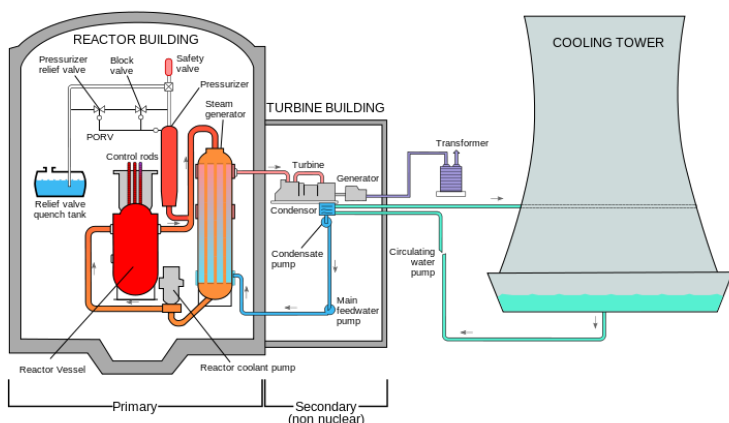 REACTOR BUILDING
COOLING TOWER
Pressurizer
relief valve
Block
valve
Safety
valve
Pressurizer
Steam
generator
TURBINE BUILDING
PORV
Control rods
Turbine
Generator
Transformer
Relief valve
quench tank
Condensor
Condensate
pump
Circulating
water
pump
Main
feedwater
pump
Reactor Vessel
Reactor coolant pump
Primary
Secondary
(non nuclear)